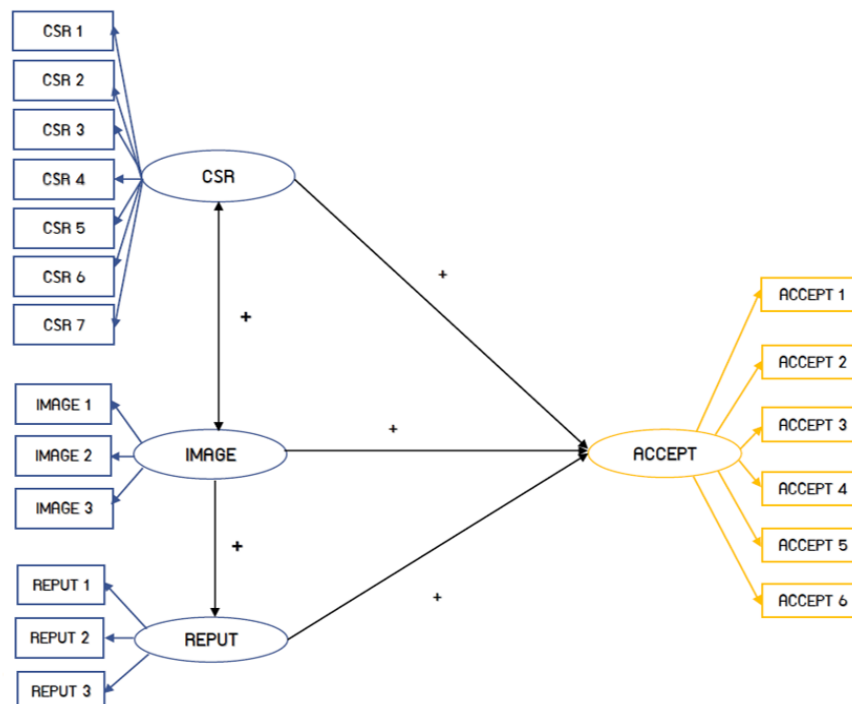 CSR 1
CSR 2
CSR 3
CSR 4
CSR 5
CSR 6
CSR 7
CSR
+
+
IMAGE 1
IMAGE 2
IMAGE 3
IMAGE
+
+
REPUT 1
REPUT 2
REPUT 3
REPUT
+
ACCEPT
ACCEPT 1
ACCEPT 2
ACCEPT 3
ACCEPT 4
ACCEPT 5
ACCEPT 6